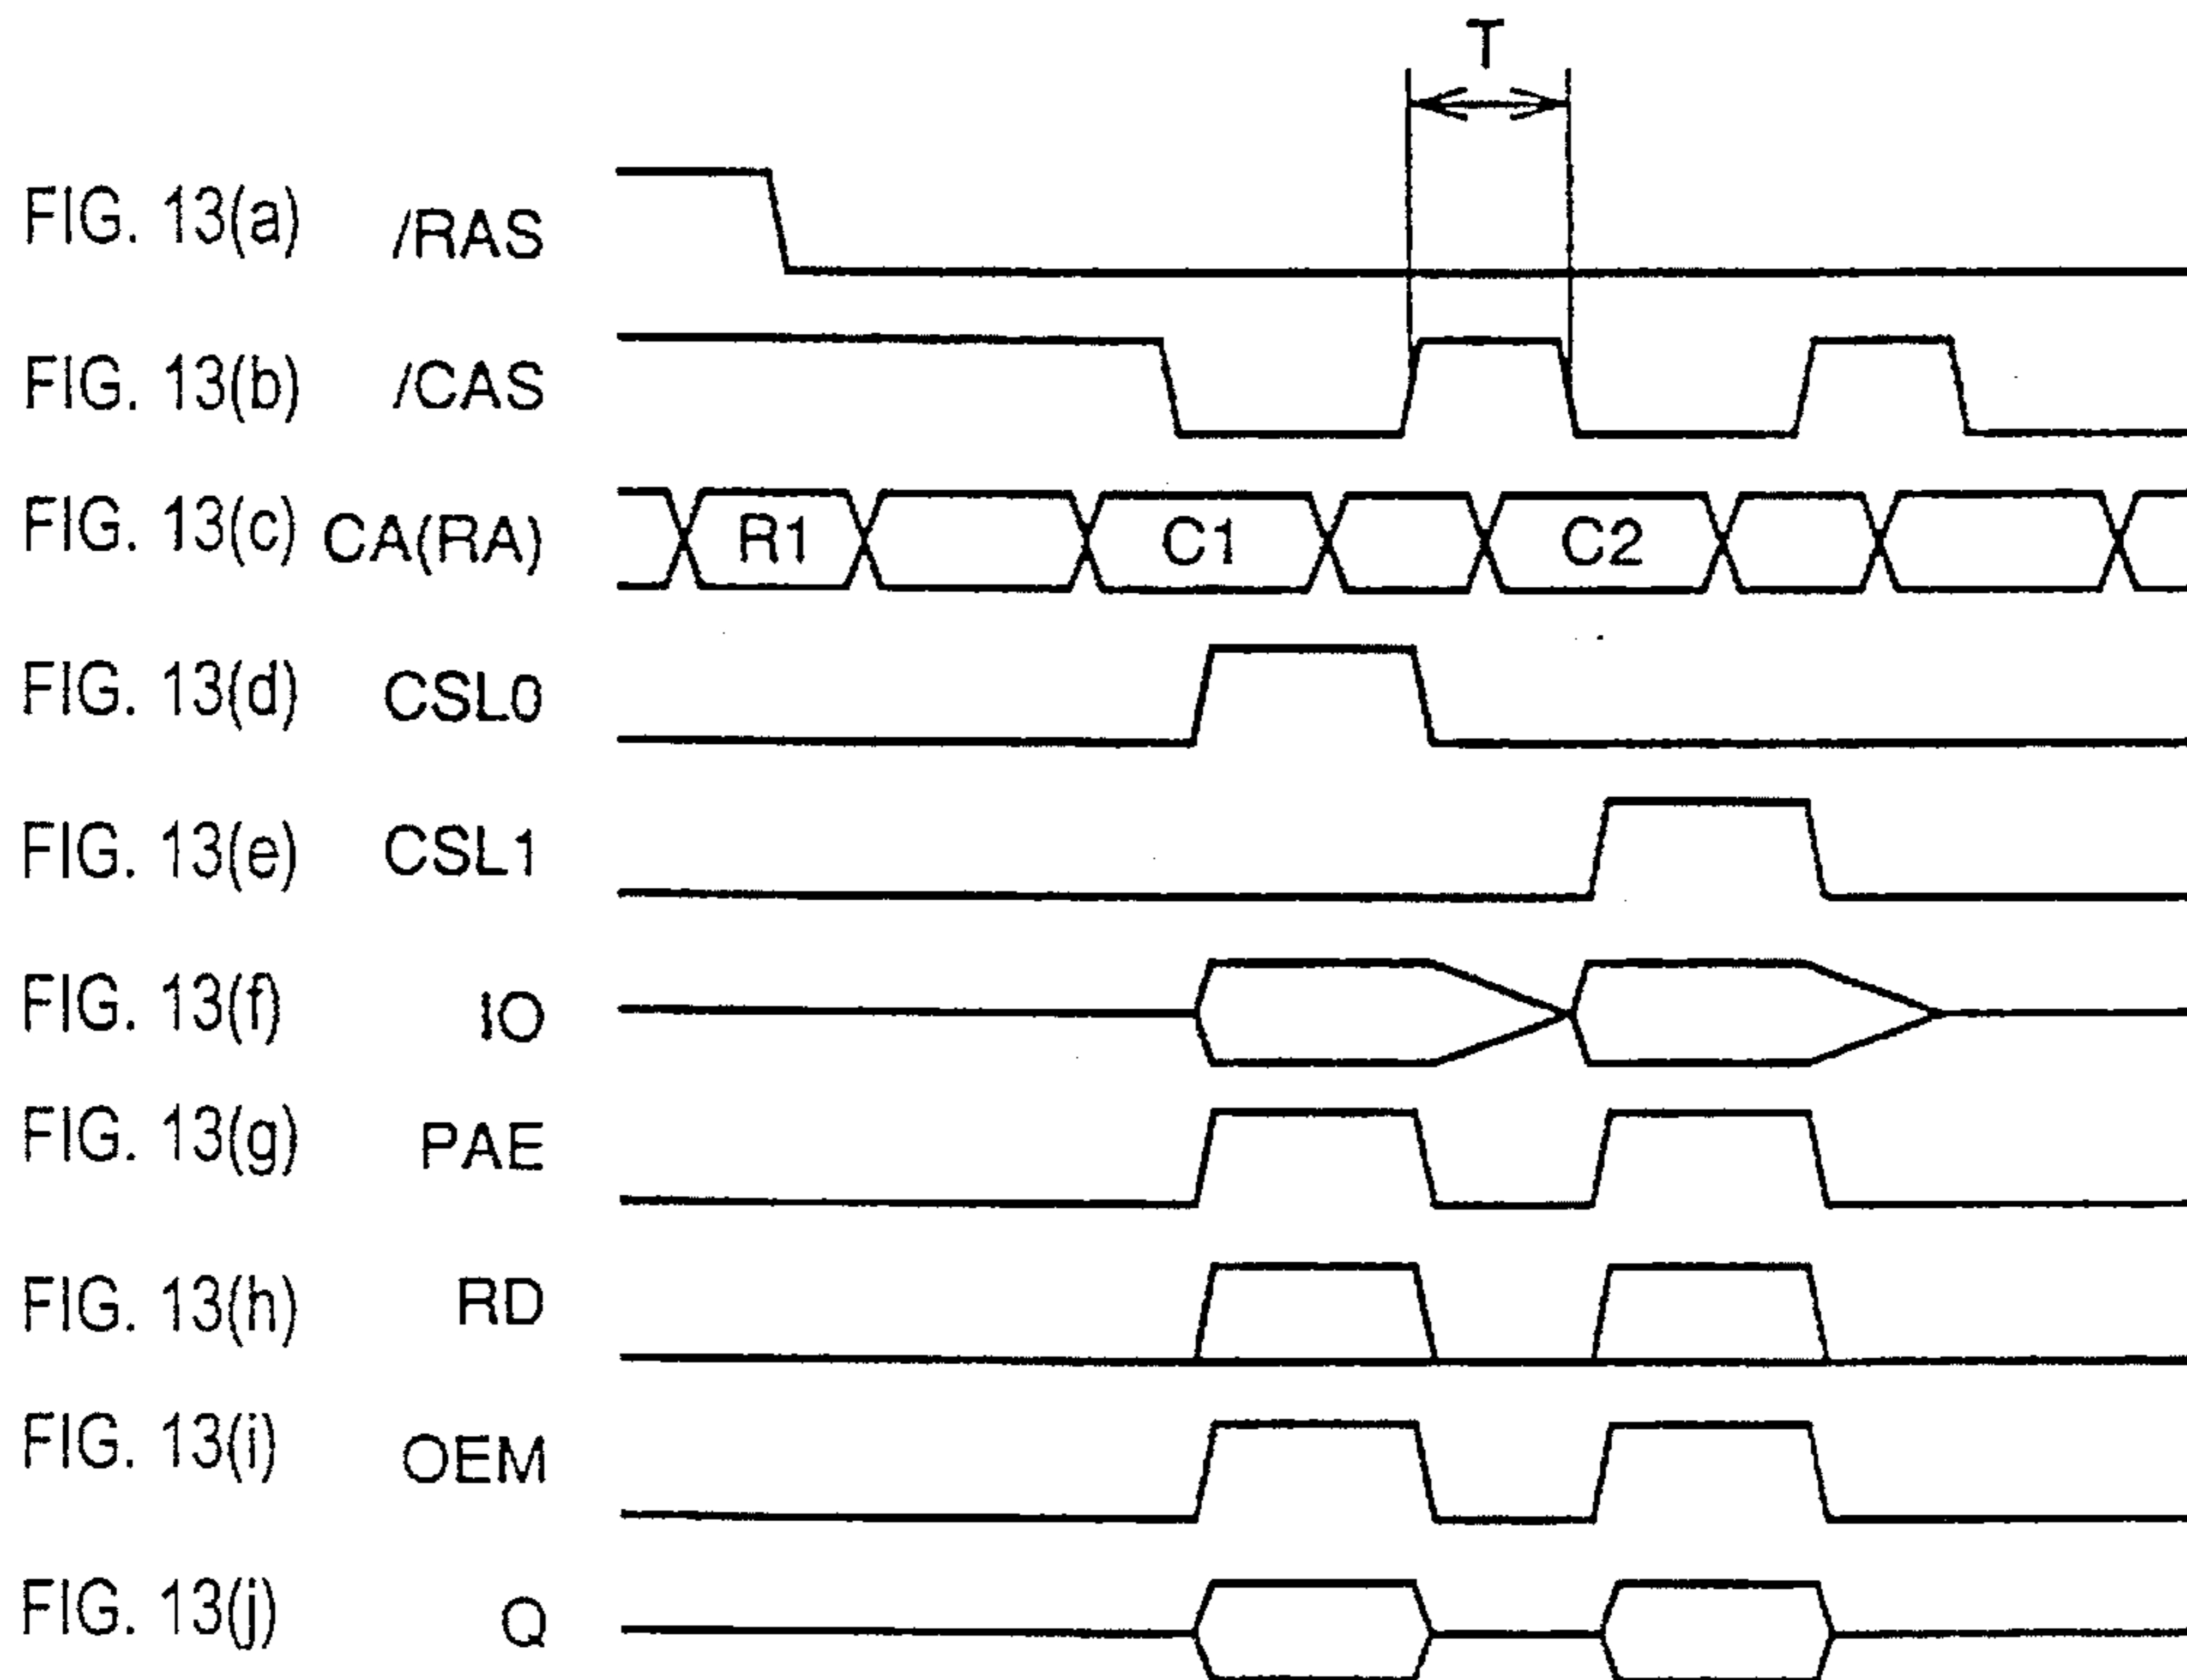 T
FIG. 13(a) /RAS
FIG. 13(b) /CAS
FIG. 13(c) CA(RA) R1 C1 C2
FIG. 13(d) CSL0
FIG. 13(e) CSL1
FIG. 13(f) IO
FIG. 13(g) PAE
FIG. 13(h) RD
FIG. 13(i) OEM
FIG. 13(j) Q